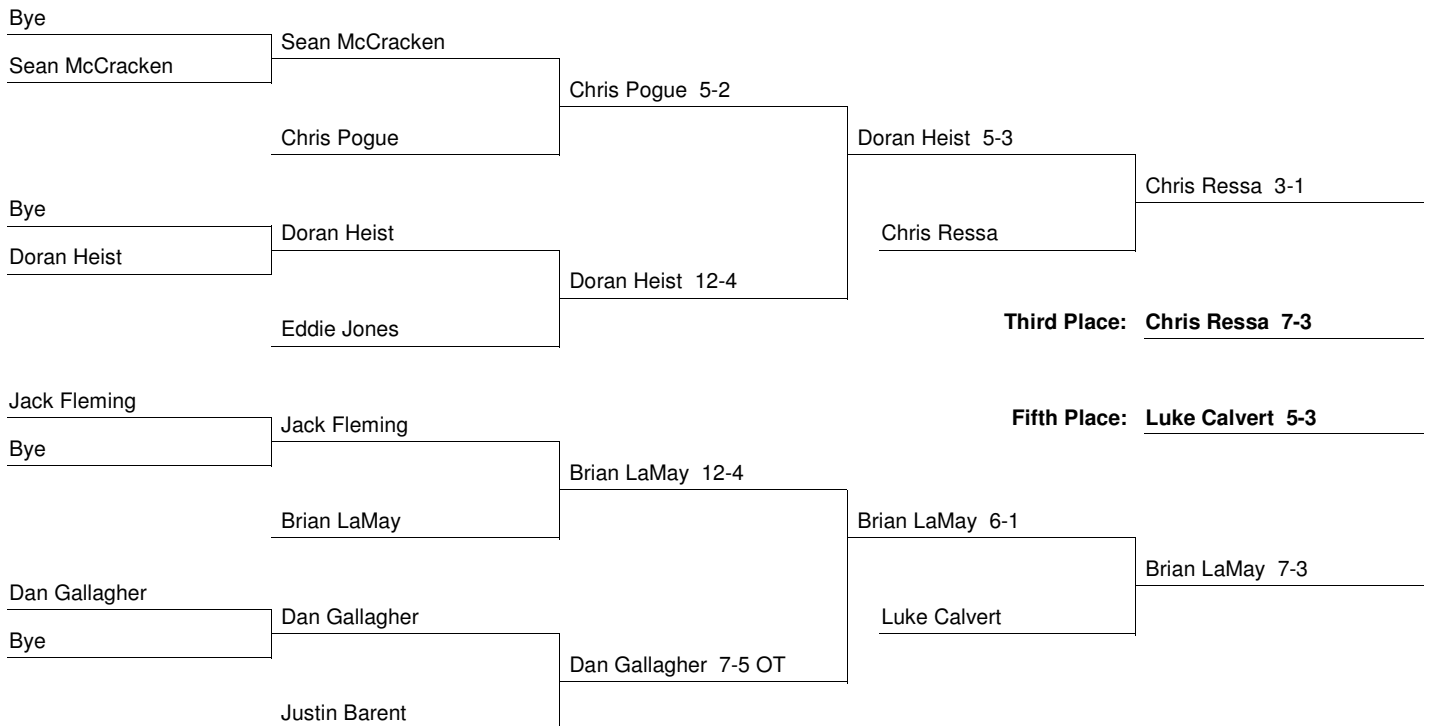 Bye
Sean McCracken
Sean McCracken
Chris Pogue 5-2
Chris Pogue
Doran Heist 5-3
Chris Ressa 3-1
Bye
Doran Heist
Chris Ressa
Doran Heist
Doran Heist 12-4
Eddie Jones
Third Place: Chris Ressa 7-3
Jack Fleming
Jack Fleming
Fifth Place: Luke Calvert 5-3
Bye
Brian LaMay 12-4
Brian LaMay
Brian LaMay 6-1
Brian LaMay 7-3
Dan Gallagher
Dan Gallagher
Luke Calvert
Bye
Dan Gallagher 7-5 OT
Justin Barent